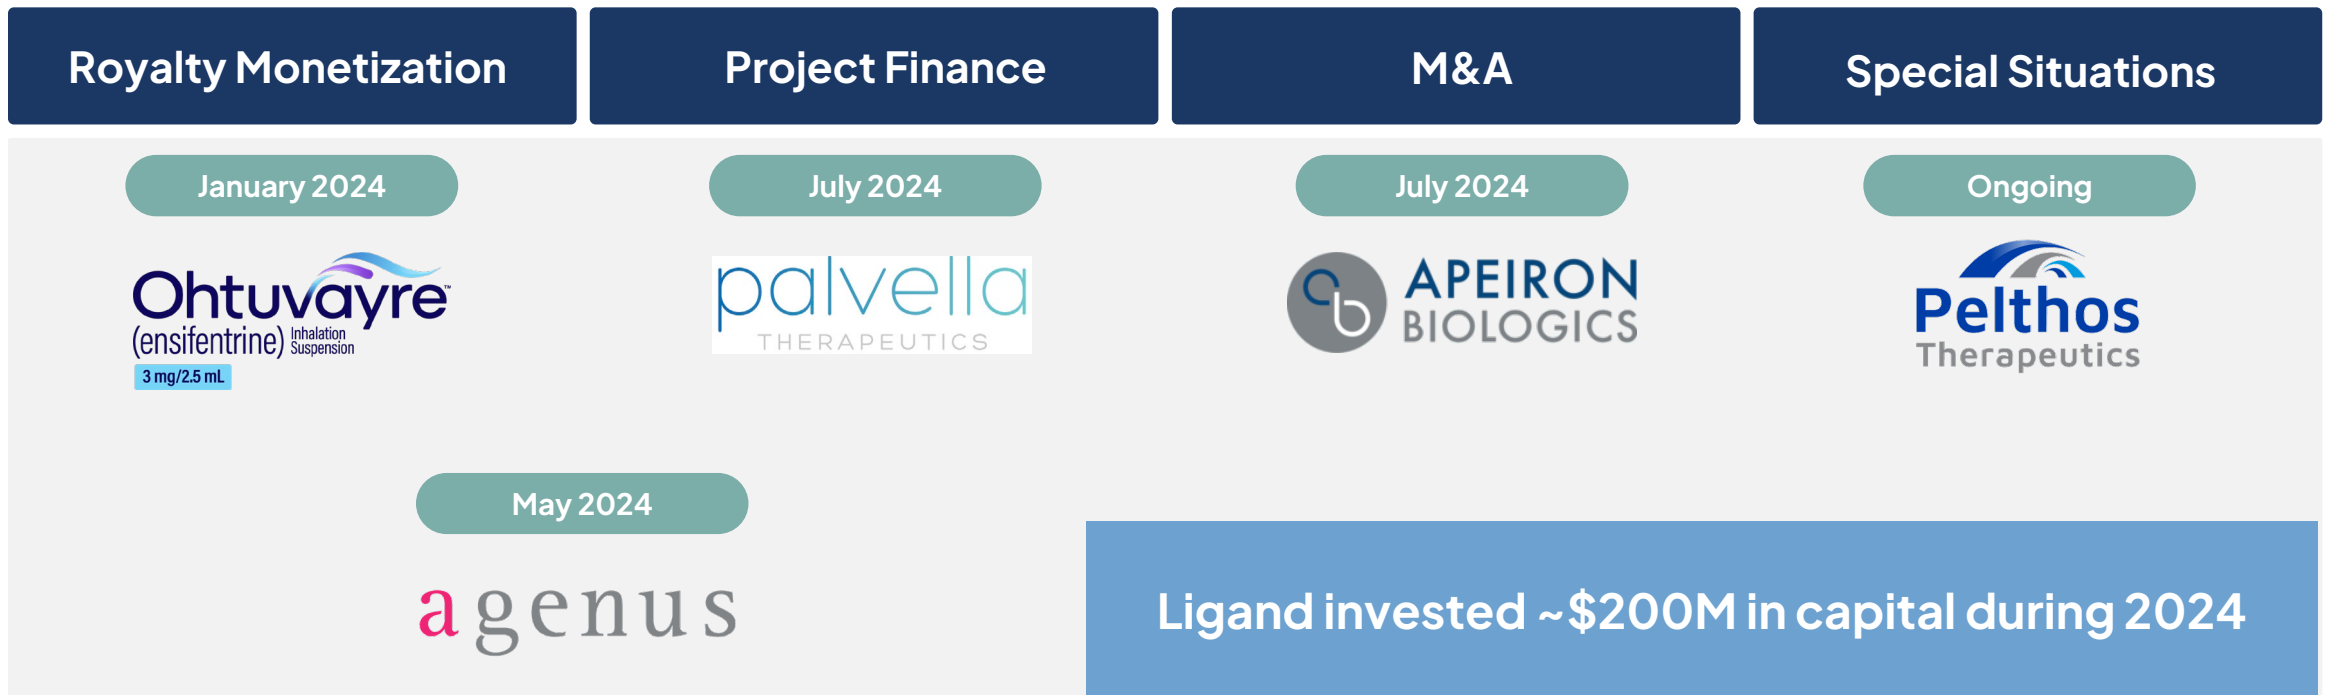 Royalty Monetization
Project Finance
M&A
Special Situations
January 2024
July 2024
July 2024
Ongoing
Ohtuvayre™
(ensifentrine) Inhalation
Suspension
3 mg/2.5 mL
palvella
THERAPEUTICS
APEIRON
BIOLOGICS
Pelthos
Therapeutics
May 2024
agenus
Ligand invested ~$200M in capital during 2024